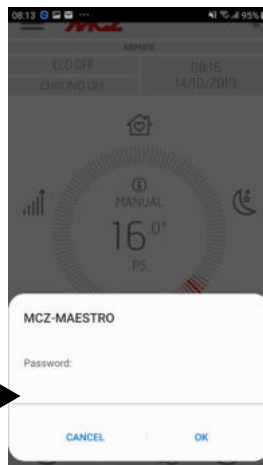 08:13 95%
MCZ
AIRMATIC
ECO OFF
CHRONO OFF
08:16
14/10/2019
MANUAL
16.0°
P5
MCZ-MAESTRO
Password:
CANCEL OK